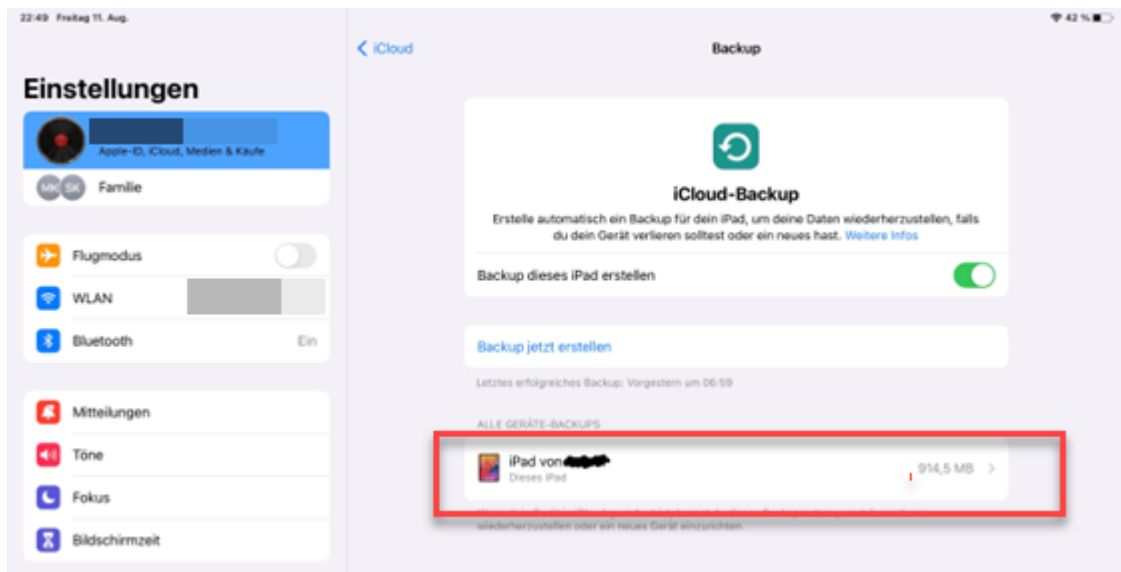 22:49 Freitag 11. Aug.
42 %
Einstellungen
Apple-ID, iCloud, Medien & Käufe
MK SK Familie
Flugmodus
WLAN
Bluetooth Ein
Mitteilungen
Töne
Fokus
Bildschirmzeit
iCloud
Backup
iCloud-Backup
Erstelle automatisch ein Backup für dein iPad, um deine Daten wiederherzustellen, falls
du dein Gerät verlieren solltest oder ein neues hast. Weitere Infos
Backup dieses iPad erstellen
Backup jetzt erstellen
Letztes erfolgreiches Backup: Vorgestern um 06:59
ALLE GERÄTE-BACKUPS
iPad von
Dieses iPad
914,5 MB
wiederherzustellen oder ein neues Gerät einzurichten.